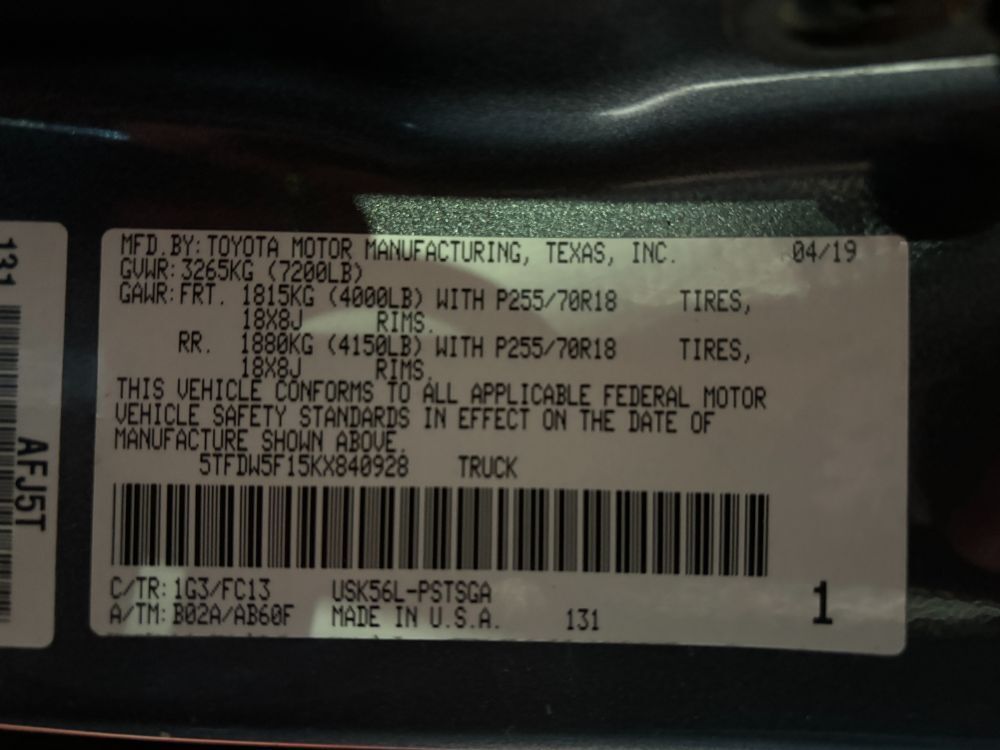 MFD.BY: TOYOTA MOTOR MANUFACTURING, TEXAS, INC. 04/19
GVWR: 3265KG (7200LB)
GAWR: FRT. 1815KG (4000LB) WITH P255/70R18 TIRES,
18X8J RIMS.
RR. 1880KG (4150LB) WITH P255/70R18 TIRES,
18X8J RIMS.
THIS VEHICLE CONFORMS TO ALL APPLICABLE FEDERAL MOTOR
VEHICLE SAFETY STANDARDS IN EFFECT ON THE DATE OF
MANUFACTURE SHOWN ABOVE.
5TFDW5F15KX840928 TRUCK
C/TR: 1G3/FC13 USK56L-PSTSGA
A/TM: B02A/AB60F MADE IN U.S.A. 131
1
131
AFJ5T